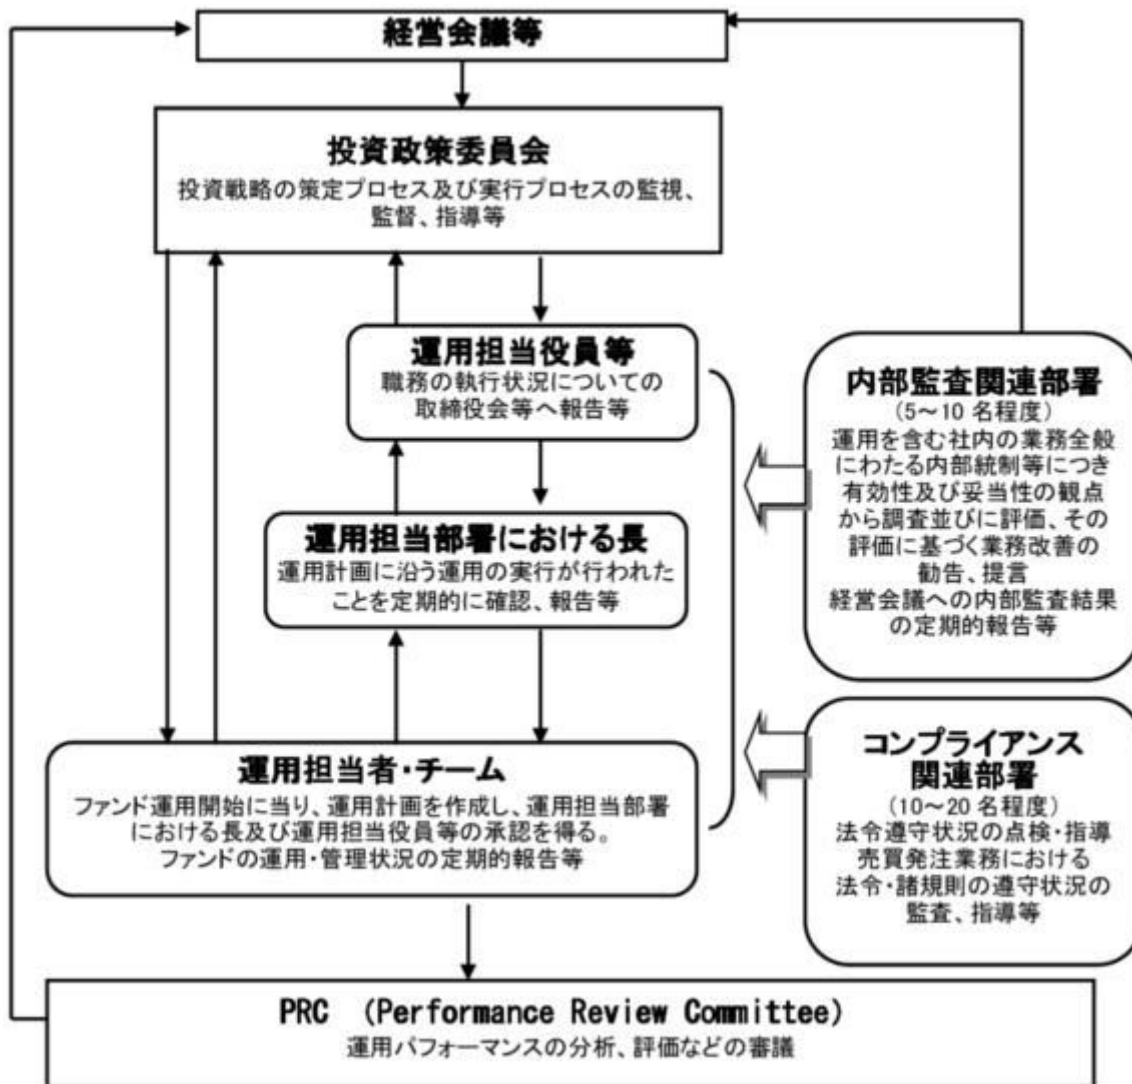 経営会議等
投資政策委員会
投資戦略の策定プロセス及び実行プロセスの監視、
監督、指導等
運用担当役員等
職務の執行状況についての
取締役会等へ報告等
運用担当部署における長
運用計画に沿う運用の実行が行われた
ことを定期的に確認、報告等
運用担当者・チーム
ファンド運用開始に当り、運用計画を作成し、運用担当部署
における長及び運用担当役員等の承認を得る。
ファンドの運用・管理状況の定期的報告等
内部監査関連部署
(5～10 名程度)
運用を含む社内の業務全般
にわたる内部統制等につき
有効性及び妥当性の観点
から調査並びに評価、その
評価に基づく業務改善の
勧告、提言
経営会議への内部監査結果
の定期的報告等
コンプライアンス
関連部署
(10～20 名程度)
法令遵守状況の点検・指導
売買発注業務における
法令・諸規則の遵守状況の
監査、指導等
PRC (Performance Review Committee)
運用パフォーマンスの分析、評価などの審議